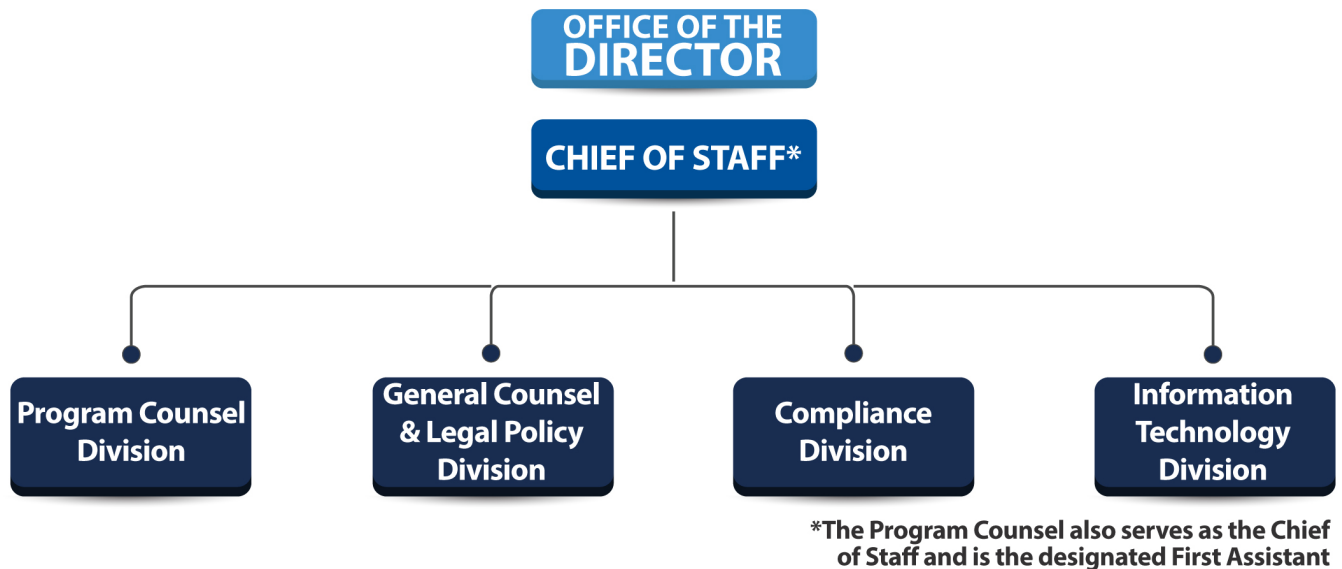 OFFICE OF THE
DIRECTOR
CHIEF OF STAFF*
Program Counsel
Division
General Counsel
& Legal Policy
Division
Compliance
Division
Information
Technology
Division
*The Program Counsel also serves as the Chief
of Staff and is the designated First Assistant